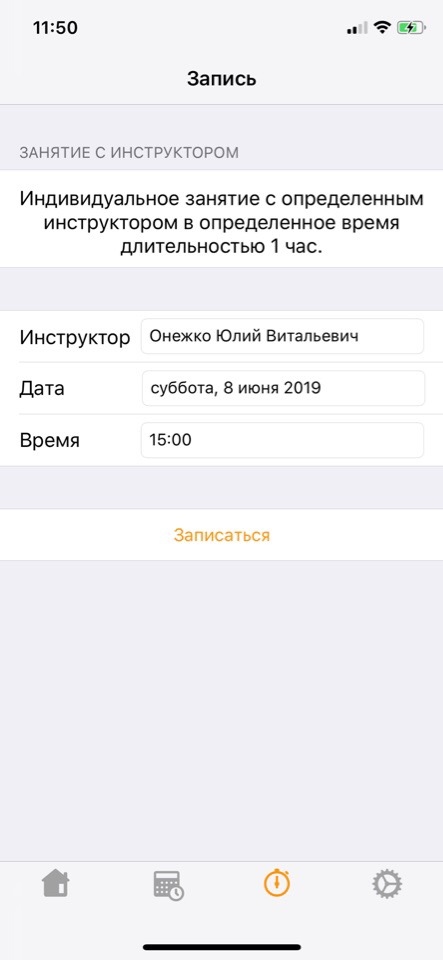 11:50
Запись
ЗАНЯТИЕ С ИНСТРУКТОРОМ
Индивидуальное занятие с определенным
инструктором в определенное время
длительностью 1 час.
Инструктор Онежко Юлий Витальевич
Дата суббота, 8 июня 2019
Время 15:00
Записаться